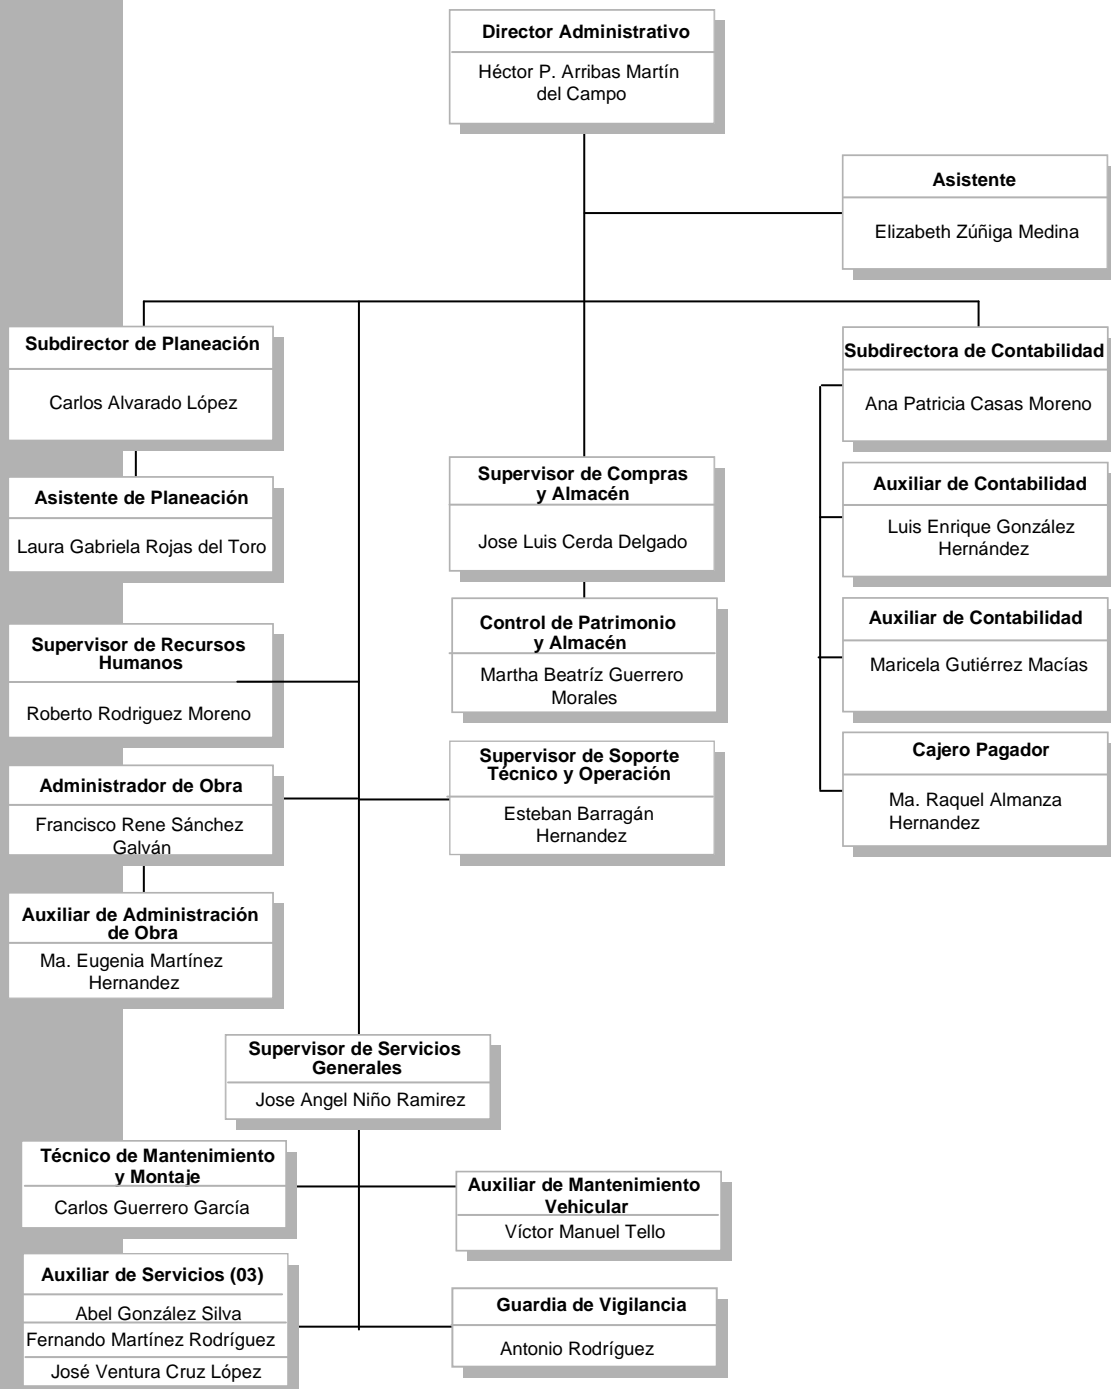 Director Administrativo
Héctor P. Arribas Martín
del Campo
Asistente
Elizabeth Zúñiga Medina
Subdirector de Planeación
Carlos Alvarado López
Subdirectora de Contabilidad
Ana Patricia Casas Moreno
Asistente de Planeación
Laura Gabriela Rojas del Toro
Supervisor de Compras
y Almacén
Jose Luis Cerda Delgado
Auxiliar de Contabilidad
Luis Enrique González
Hernández
Control de Patrimonio
y Almacén
Martha Beatríz Guerrero
Morales
Auxiliar de Contabilidad
Maricela Gutiérrez Macías
Supervisor de Recursos
Humanos
Roberto Rodriguez Moreno
Supervisor de Soporte
Técnico y Operación
Esteban Barragán
Hernandez
Cajero Pagador
Ma. Raquel Almanza
Hernandez
Administrador de Obra
Francisco Rene Sánchez
Galván
Auxiliar de Administración
de Obra
Ma. Eugenia Martínez
Hernandez
Supervisor de Servicios
Generales
Jose Angel Niño Ramirez
Técnico de Mantenimiento
y Montaje
Carlos Guerrero García
Auxiliar de Mantenimiento
Vehicular
Víctor Manuel Tello
Auxiliar de Servicios (03)
Abel González Silva
Fernando Martínez Rodríguez
José Ventura Cruz López
Guardia de Vigilancia
Antonio Rodríguez